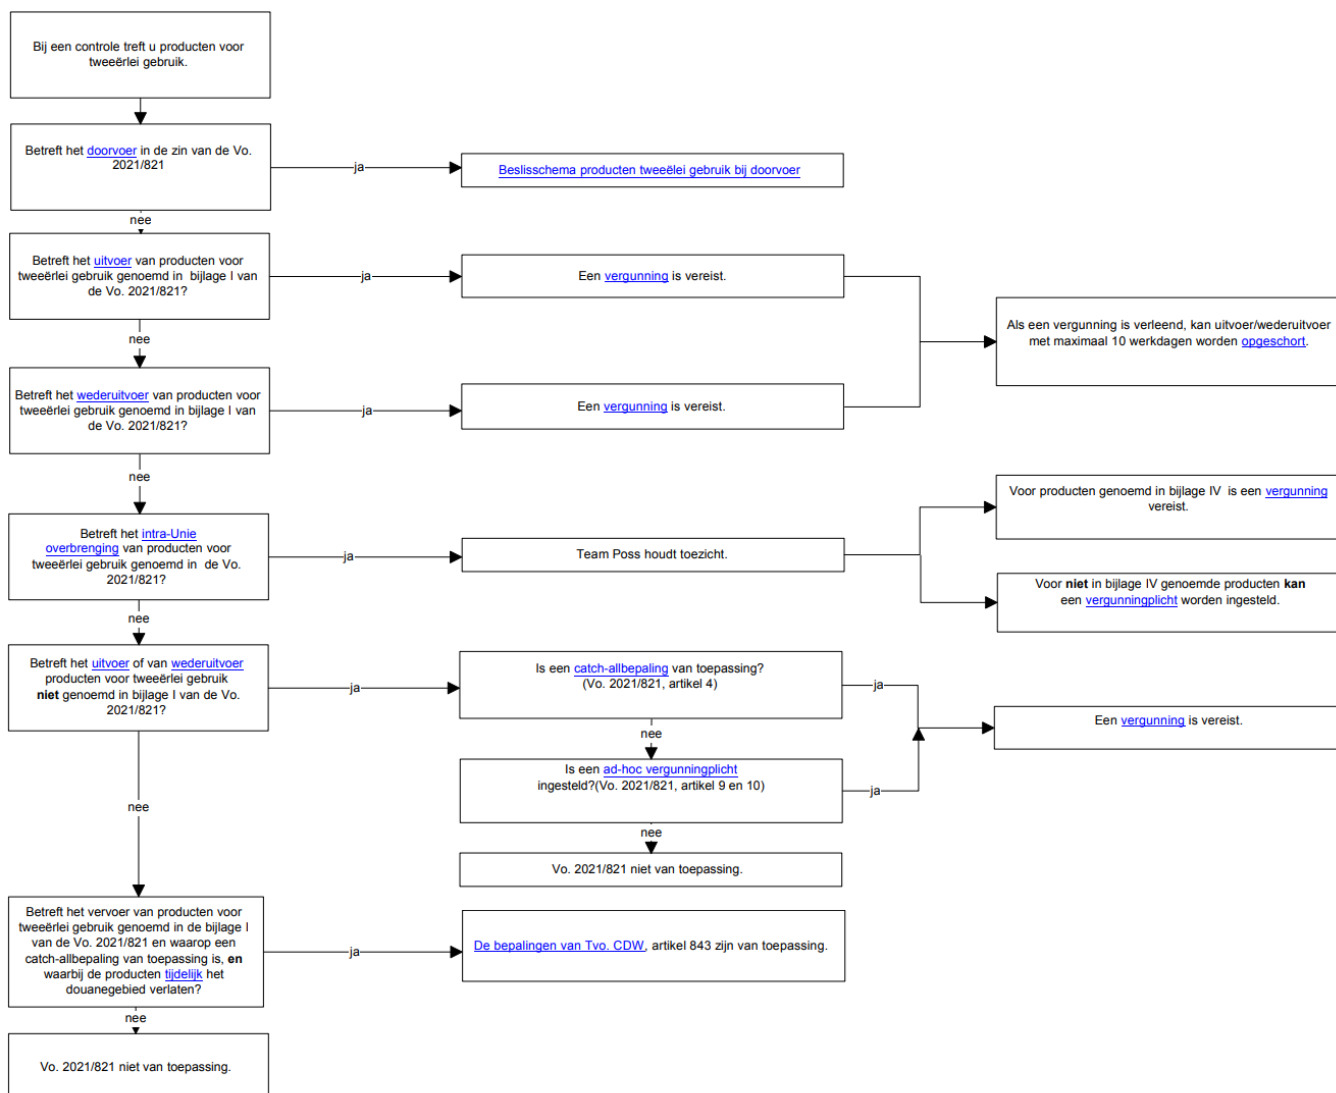 Bij een controle treft u producten voor
tweeërlei gebruik.
Betreft het doorvoer in de zin van de Vo.
2021/821
ja
Beslisschema producten tweeëlei gebruik bij doorvoer
nee
Betreft het uitvoer van producten voor
tweeërlei gebruik genoemd in bijlage I van
de Vo. 2021/821?
ja
Een vergunning is vereist.
Als een vergunning is verleend, kan uitvoer/wederuitvoer
met maximaal 10 werkdagen worden opgeschort.
nee
Betreft het wederuitvoer van producten voor
tweeërlei gebruik genoemd in bijlage I van
de Vo. 2021/821?
ja
Een vergunning is vereist.
nee
Betreft het intra-Unie
overbrenging van producten voor
tweeërlei gebruik genoemd in de Vo.
2021/821?
ja
Team Poss houdt toezicht.
Voor producten genoemd in bijlage IV is een vergunning
vereist.
Voor niet in bijlage IV genoemde producten kan
een vergunningplicht worden ingesteld.
nee
Betreft het uitvoer of van wederuitvoer
producten voor tweeërlei gebruik
niet genoemd in bijlage I van de Vo.
2021/821?
ja
Is een catch-allbepaling van toepassing?
(Vo. 2021/821, artikel 4)
ja
Een vergunning is vereist.
nee
Is een ad-hoc vergunningplicht
ingesteld?(Vo. 2021/821, artikel 9 en 10)
ja
nee
Vo. 2021/821 niet van toepassing.
nee
Betreft het vervoer van producten voor
tweeërlei gebruik genoemd in de bijlage I
van de Vo. 2021/821 en waarop een
catch-allbepaling van toepassing is, en
waarbij de producten tijdelijk het
douanegebied verlaten?
ja
De bepalingen van Tvo. CDW, artikel 843 zijn van toepassing.
nee
Vo. 2021/821 niet van toepassing.